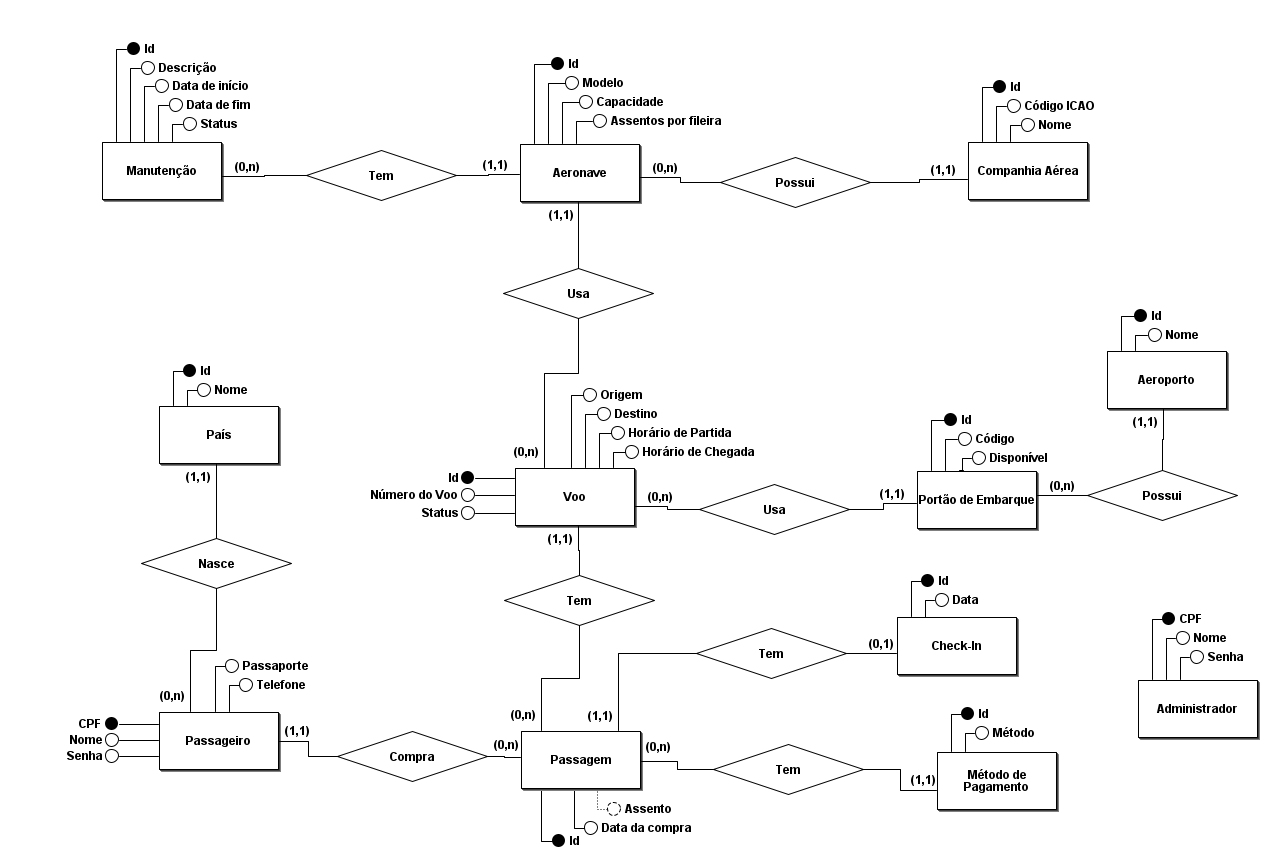 Id
Descrição
Data de início
Data de fim
Status
Manutenção
(0,n)
Tem
(1,1)
Id
Modelo
Capacidade
Assentos por fileira
Aeronave
(0,n)
Possui
(1,1)
Id
Código ICAO
Nome
Companhia Aérea
(1,1)
Usa
(0,n)
Id
Nome
Aeroporto
(1,1)
Possui
(0,n)
Id
Nome
País
(1,1)
Nasce
(0,n)
Origem
Destino
Horário de Partida
Horário de Chegada
Id
Número do Voo
Status
Voo
(0,n)
Usa
(1,1)
Id
Código
Disponível
Portão de Embarque
(1,1)
Tem
(0,n)
Id
Data
Check-In
(0,1)
Tem
(1,1)
CPF
Nome
Senha
Administrador
Passaporte
Telefone
CPF
Nome
Senha
Passageiro
(1,1)
Compra
(0,n)
Passagem
(0,n)
Tem
(1,1)
Id
Método
Método de
Pagamento
Assento
Data da compra
Id